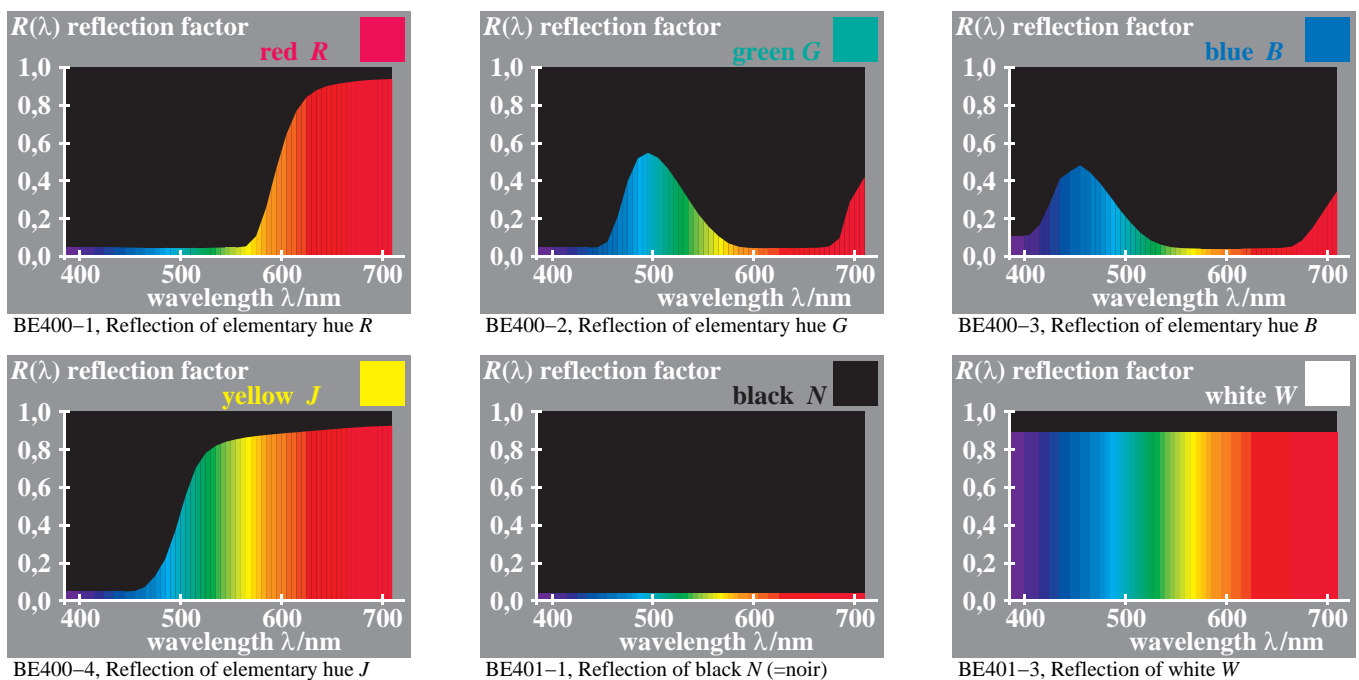 R(λ) reflection factor
red R
1,0
0,8
0,6
0,4
0,2
0,0
400 500 600 700
wavelength λ/nm
BE400−1, Reflection of elementary hue R
R(λ) reflection factor
green G
1,0
0,8
0,6
0,4
0,2
0,0
400 500 600 700
wavelength λ/nm
BE400−2, Reflection of elementary hue G
R(λ) reflection factor
blue B
1,0
0,8
0,6
0,4
0,2
0,0
400 500 600 700
wavelength λ/nm
BE400−3, Reflection of elementary hue B
R(λ) reflection factor
yellow J
1,0
0,8
0,6
0,4
0,2
0,0
400 500 600 700
wavelength λ/nm
BE400−4, Reflection of elementary hue J
R(λ) reflection factor
black N
1,0
0,8
0,6
0,4
0,2
0,0
400 500 600 700
wavelength λ/nm
BE401−1, Reflection of black N (=noir)
R(λ) reflection factor
white W
1,0
0,8
0,6
0,4
0,2
0,0
400 500 600 700
wavelength λ/nm
BE401−3, Reflection of white W